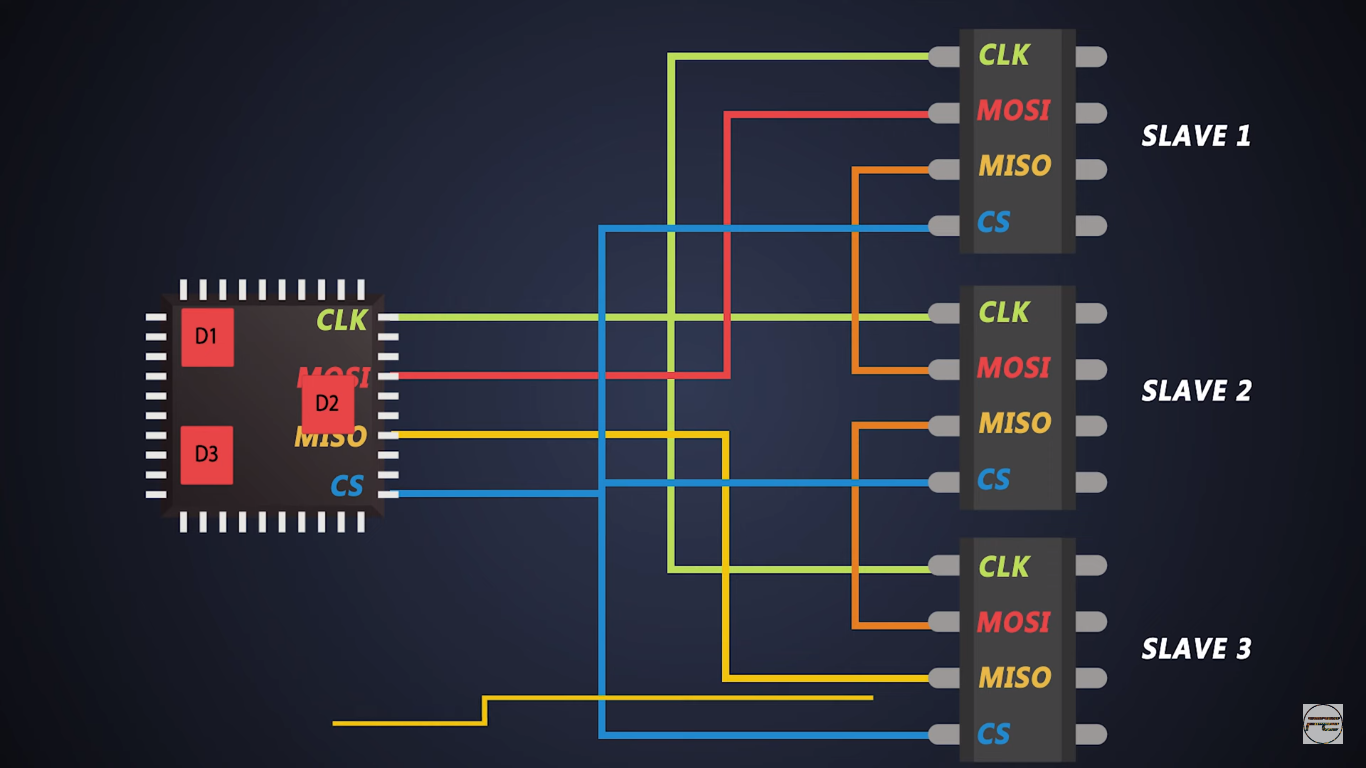 CLK
MOSI
MISO
CS
SLAVE 1
D1
CLK
MOSI
D2
MISO
D3
CS
CLK
MOSI
MISO
CS
SLAVE 2
CLK
MOSI
MISO
CS
SLAVE 3